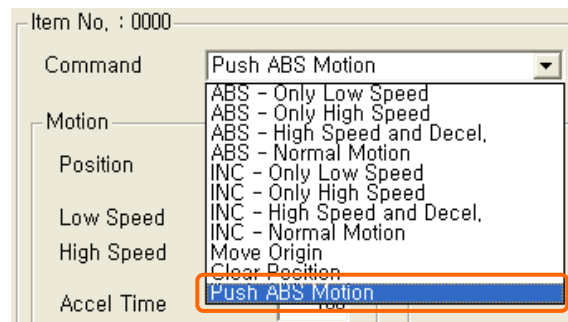 Item No, : 0000
Command
Push ABS Motion
ABS - Only Low Speed
ABS - Only High Speed
ABS - High Speed and Decel,
ABS - Normal Motion
INC - Only Low Speed
INC - Only High Speed
INC - High Speed and Decel,
INC - Normal Motion
Move Origin
Clear Position
Push ABS Motion
Motion
Position
Low Speed
High Speed
Accel Time